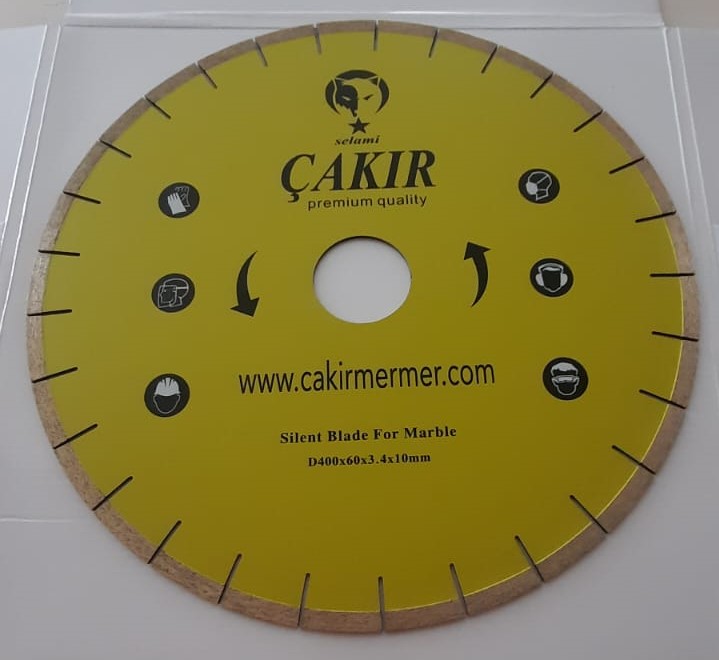 selami
ÇAKIR
premium quality
www.cakirmermer.com
Silent Blade For Marble
D400x60x3.4x10mm